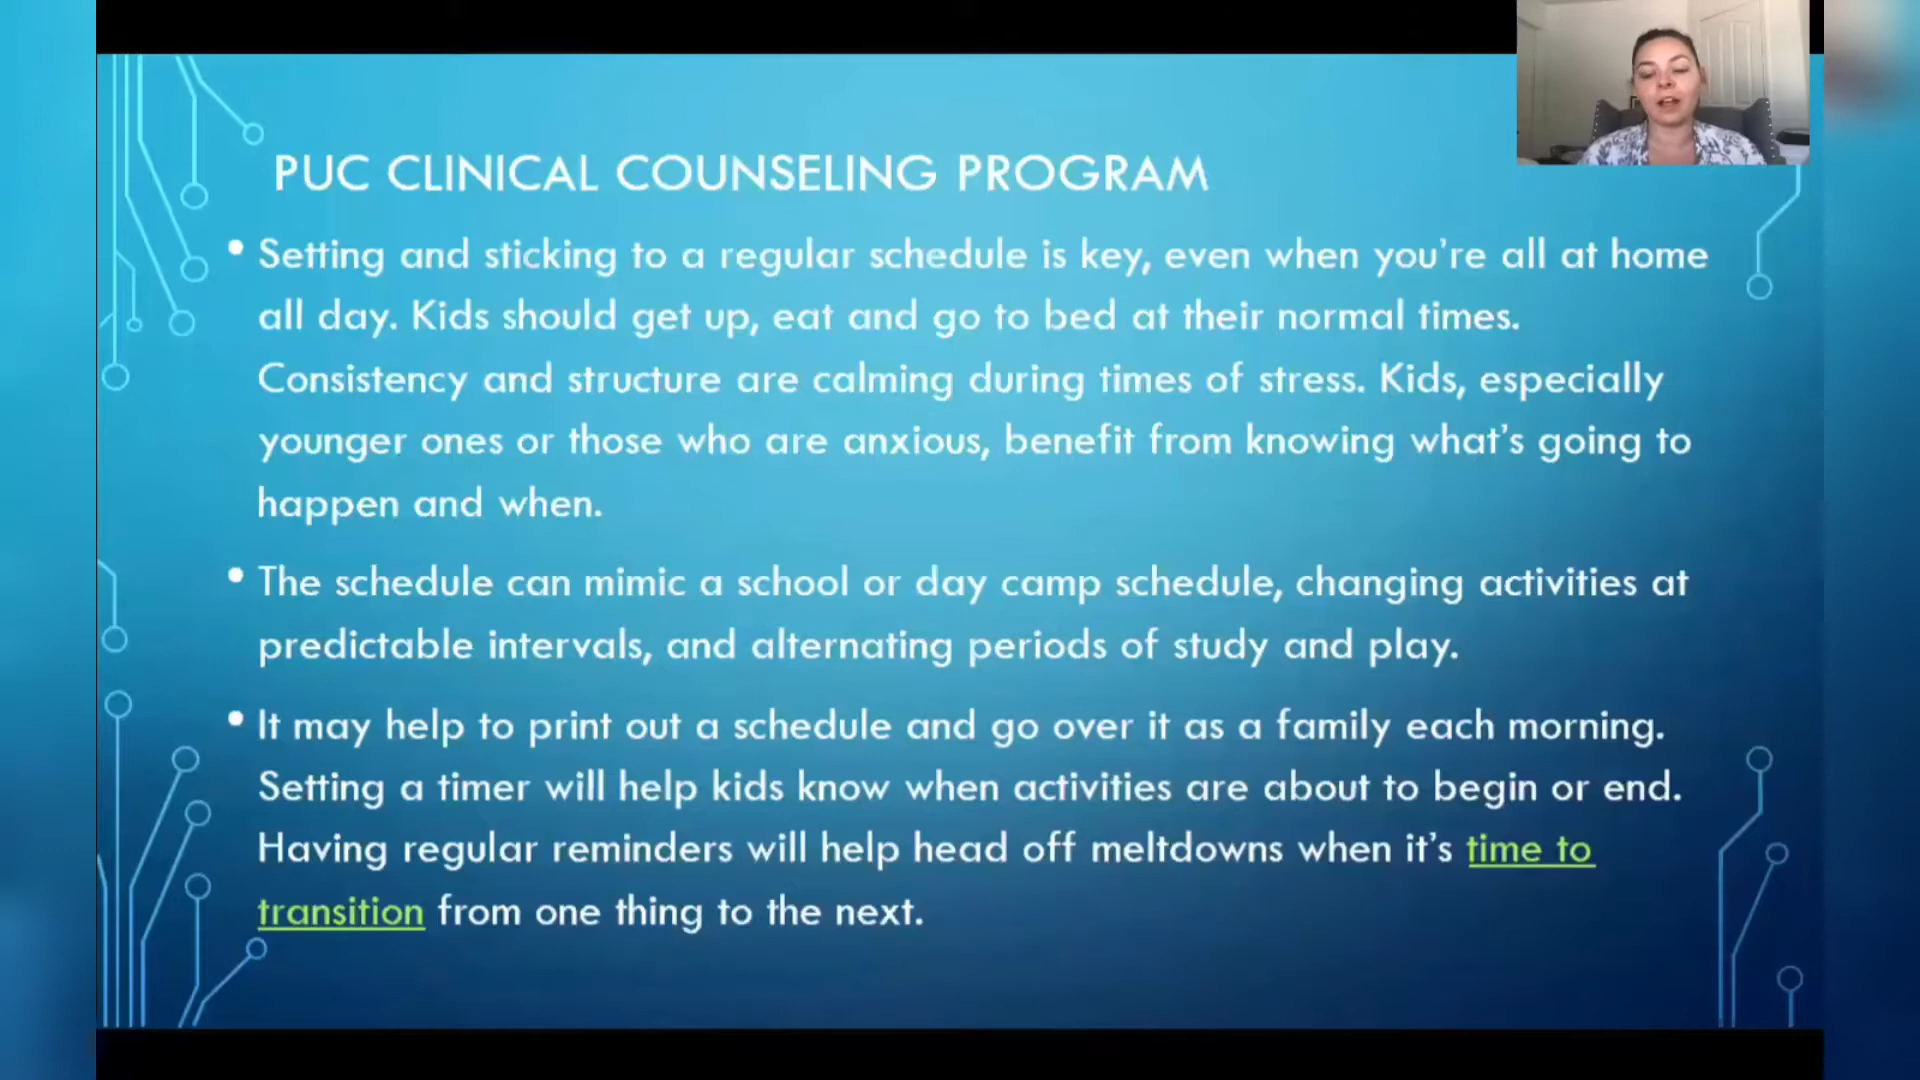 PUC CLINICAL COUNSELING PROGRAM
• Setting and sticking to a regular schedule is key, even when you’re all at home
all day. Kids should get up, eat and go to bed at their normal times.
Consistency and structure are calming during times of stress. Kids, especially
younger ones or those who are anxious, benefit from knowing what’s going to
happen and when.
• The schedule can mimic a school or day camp schedule, changing activities at
predictable intervals, and alternating periods of study and play.
• It may help to print out a schedule and go over it as a family each morning.
Setting a timer will help kids know when activities are about to begin or end.
Having regular reminders will help head off meltdowns when it’s time to
transition from one thing to the next.